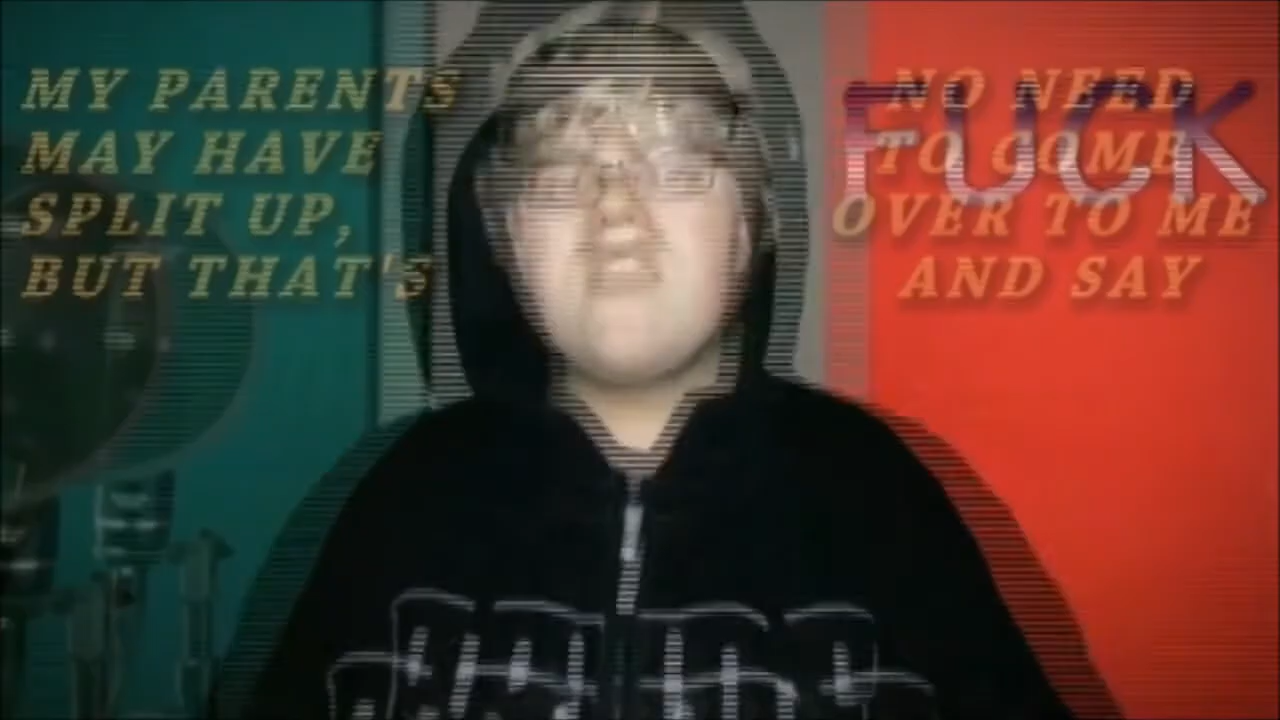 MY PARENTS
MAY HAVE
SPLIT UP,
BUT THAT'S
NO NEED
TO COME
OVER TO ME
AND SAY
FUCK